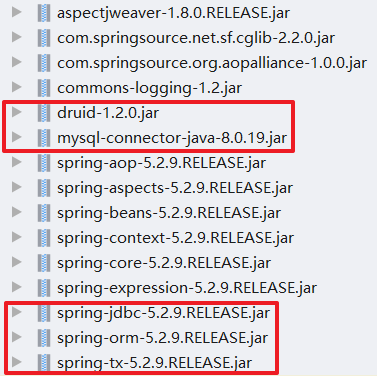 aspectjweaver-1.8.0.RELEASE.jar
com.springsource.net.sf.cglib-2.2.0.jar
com.springsource.org.aopalliance-1.0.0.jar
commons-logging-1.2.jar
druid-1.2.0.jar
mysql-connector-java-8.0.19.jar
spring-aop-5.2.9.RELEASE.jar
spring-aspects-5.2.9.RELEASE.jar
spring-beans-5.2.9.RELEASE.jar
spring-context-5.2.9.RELEASE.jar
spring-core-5.2.9.RELEASE.jar
spring-expression-5.2.9.RELEASE.jar
spring-jdbc-5.2.9.RELEASE.jar
spring-orm-5.2.9.RELEASE.jar
spring-tx-5.2.9.RELEASE.jar